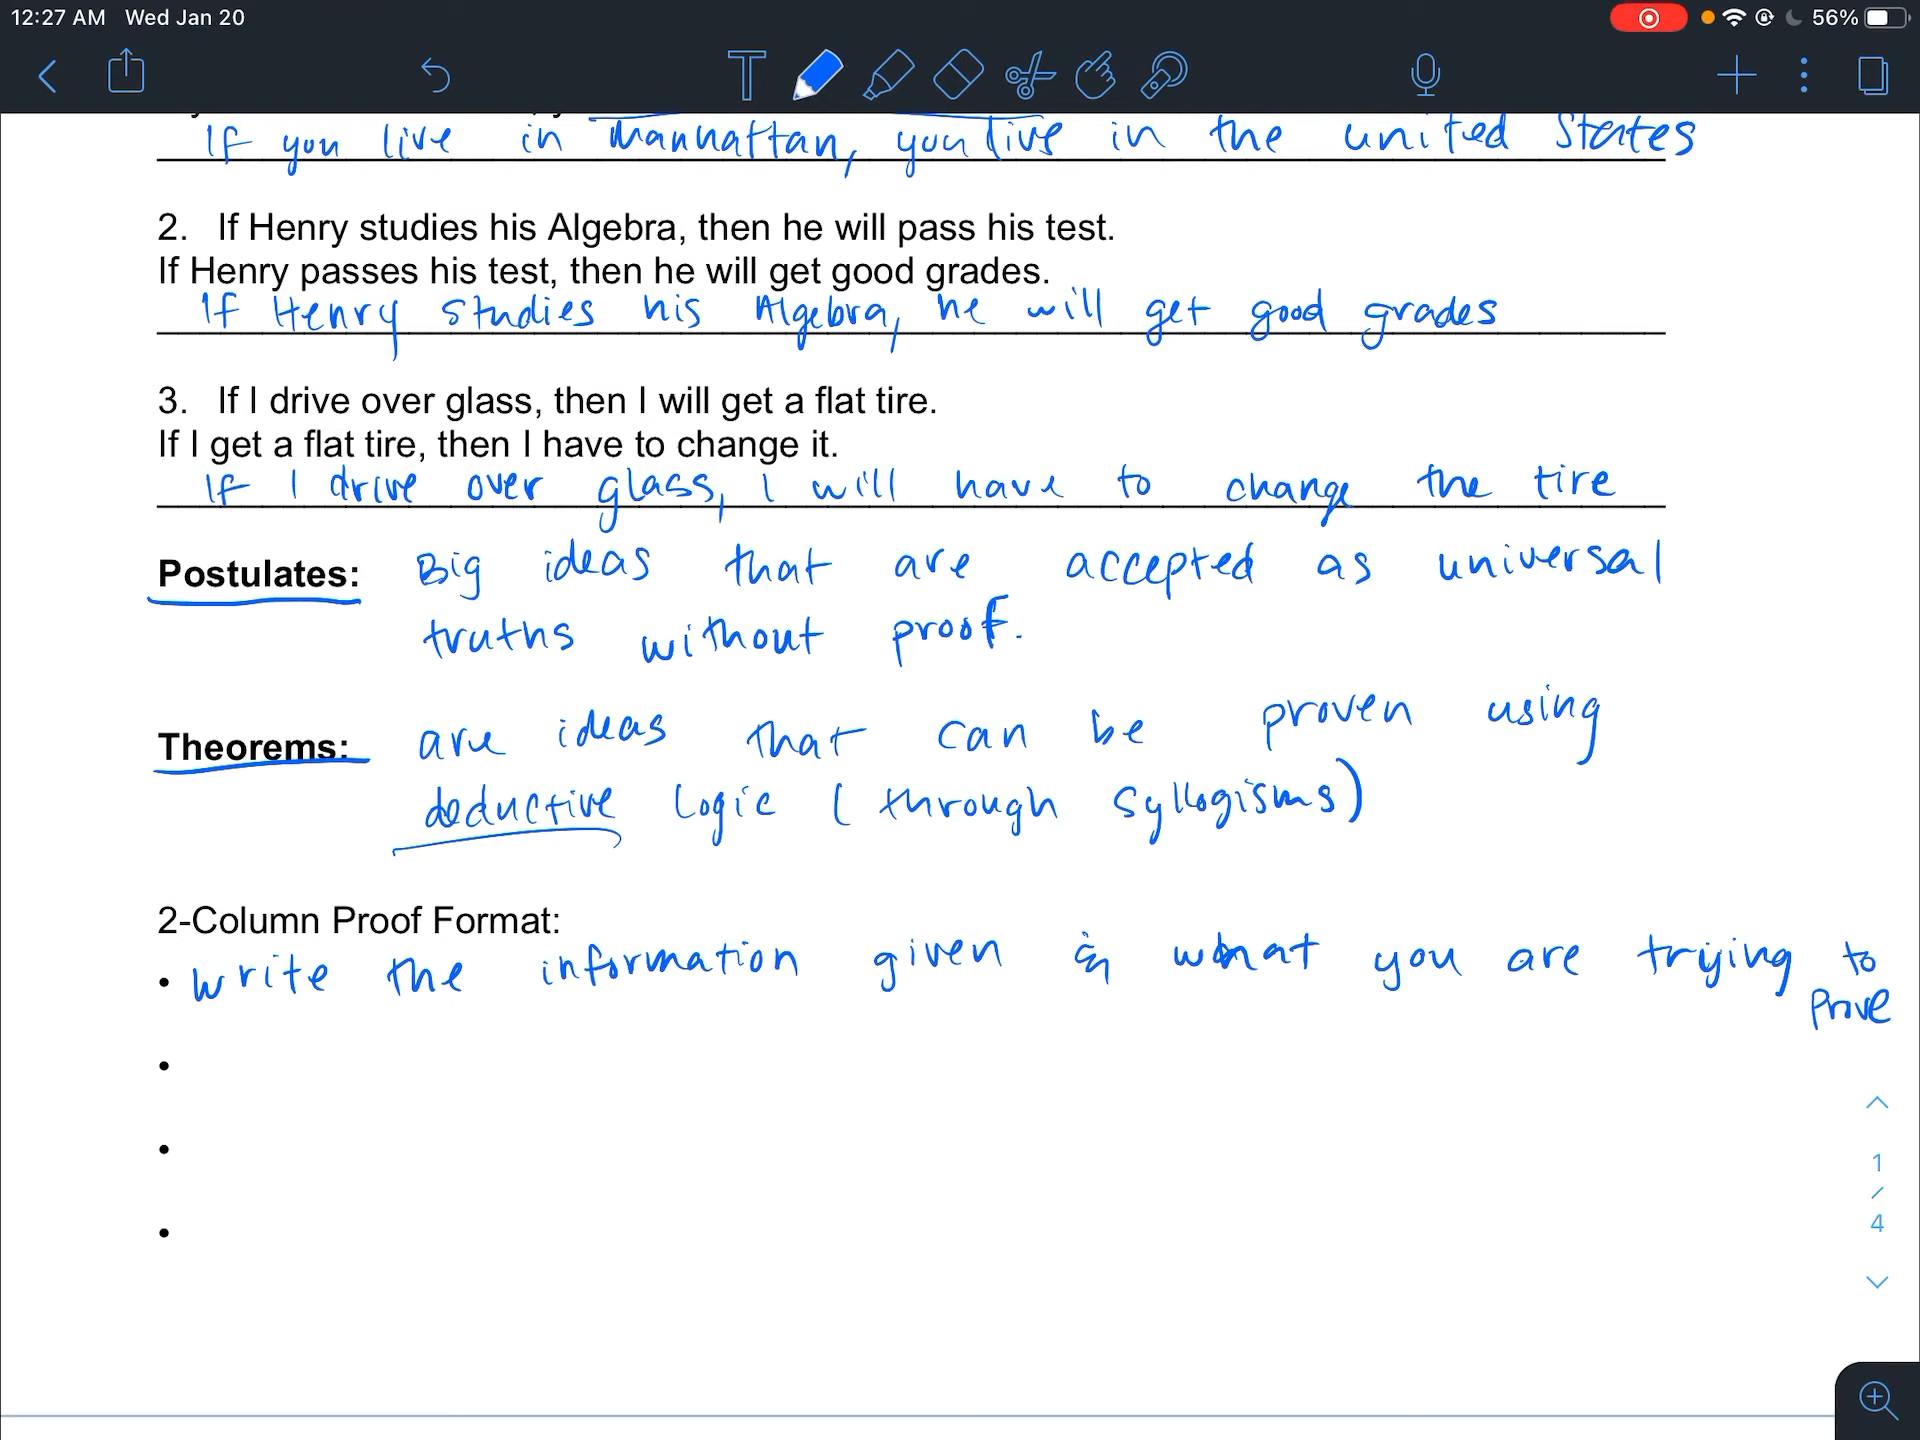 12:27 AM Wed Jan 20
56%
If you live in Manhattan, you live in the united States
2. If Henry studies his Algebra, then he will pass his test.
If Henry passes his test, then he will get good grades.
If Henry studies his Algebra, he will get good grades
3. If I drive over glass, then I will get a flat tire.
If I get a flat tire, then I have to change it.
If I drive over glass, I will have to change the tire
Postulates: Big ideas that are accepted as universal
truths without proof.
Theorems: are ideas that can be proven using
deductive logic (through syllogisms)
2-Column Proof Format:
• Write the information given & what you are trying to
prove
•
•
•
1
/
4